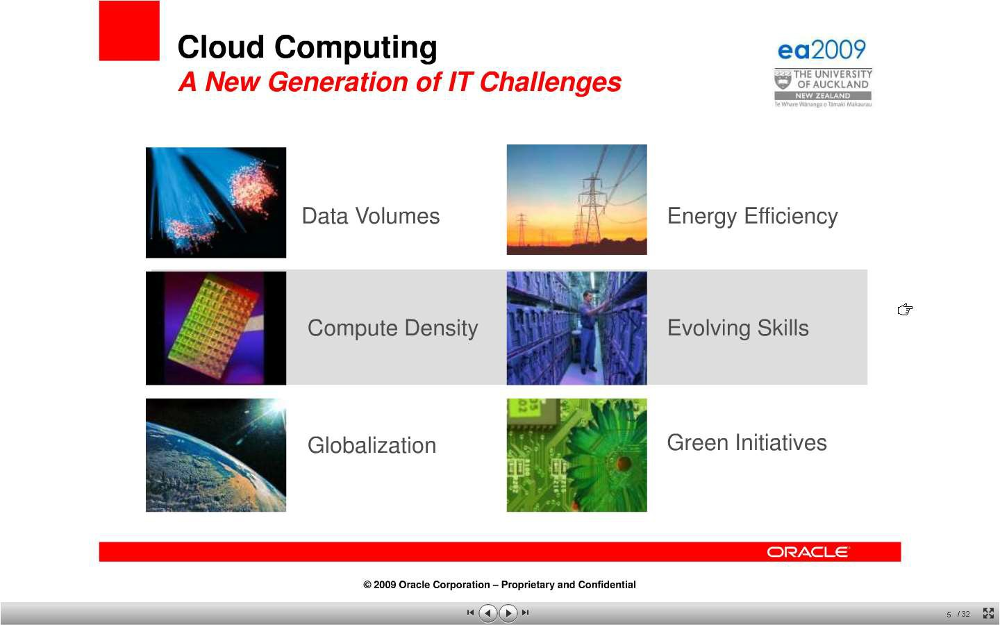 Cloud Computing
A New Generation of IT Challenges
ea2009
THE UNIVERSITY
OF AUCKLAND
NEW ZEALAND
Te Whare Wānanga o Tāmaki Makaurau
Data Volumes
Energy Efficiency
Compute Density
Evolving Skills
Globalization
Green Initiatives
ORACLE
© 2009 Oracle Corporation – Proprietary and Confidential
5 / 32